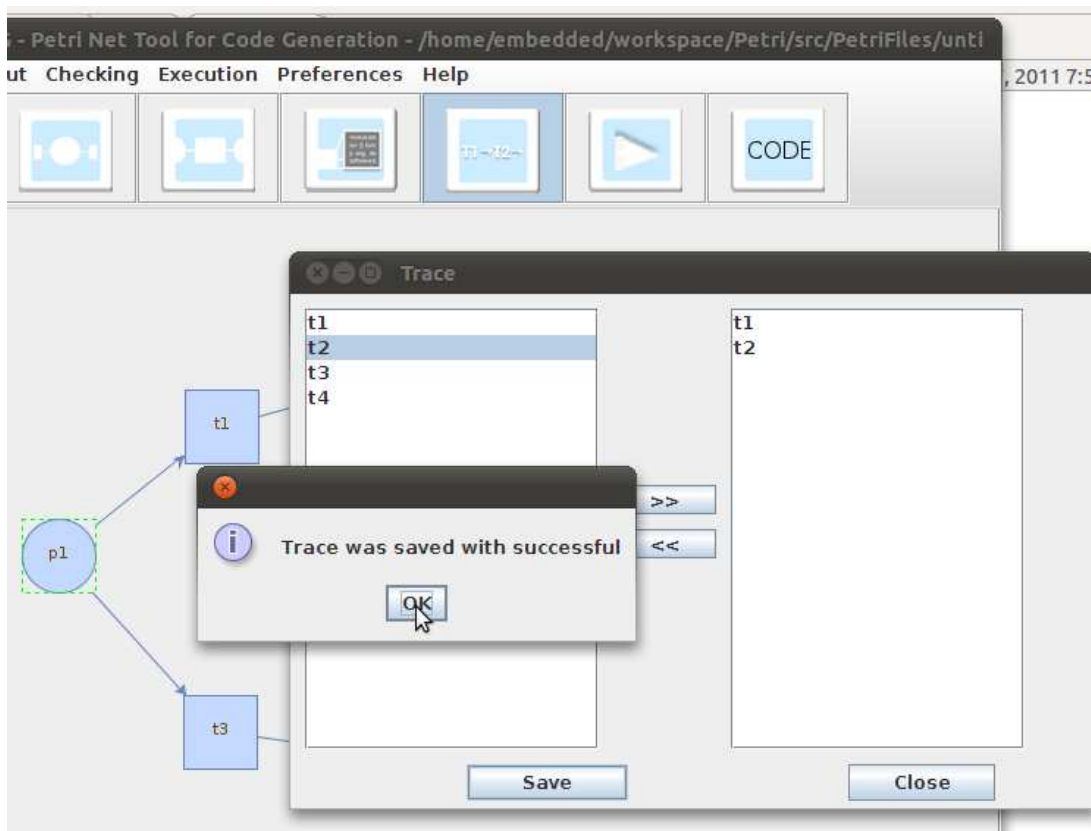 - Petri Net Tool for Code Generation - /home/embedded/workspace/Petri/src/PetriFiles/unti
ut Checking Execution Preferences Help
, 2011 7:5
T1→T2→
CODE
Trace
t1
t2
t3
t4
t1
t2
>>
<<
t1
p1
t3
Trace was saved with successful
OK
Save
Close